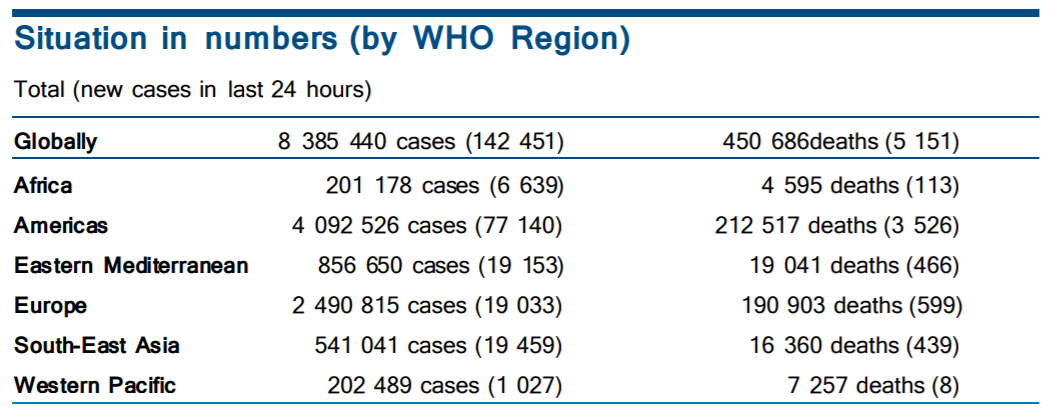 Situation in numbers (by WHO Region)
Total (new cases in last 24 hours)
Globally 8 385 440 cases (142 451) 450 686deaths (5 151)
Africa 201 178 cases (6 639) 4 595 deaths (113)
Americas 4 092 526 cases (77 140) 212 517 deaths (3 526)
Eastern Mediterranean 856 650 cases (19 153) 19 041 deaths (466)
Europe 2 490 815 cases (19 033) 190 903 deaths (599)
South-East Asia 541 041 cases (19 459) 16 360 deaths (439)
Western Pacific 202 489 cases (1 027) 7 257 deaths (8)